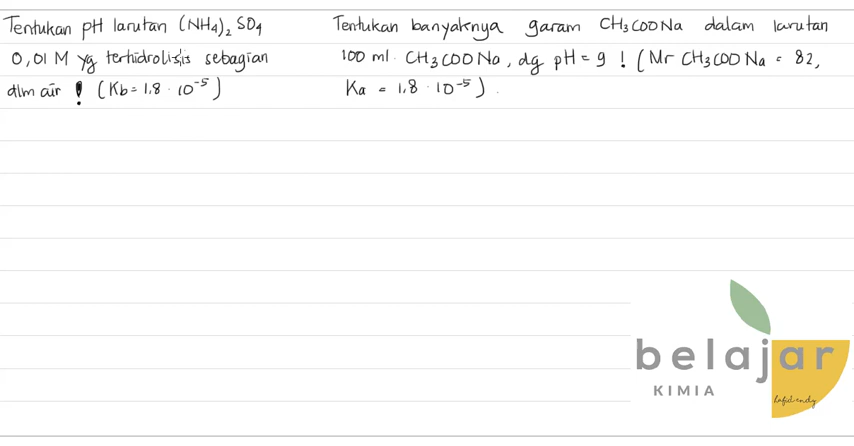 Tentukan pH larutan (NH4)2 SO4
0,01 M yg terhidrolisis sebagian
dlm air ! (Kb = 1,8 · 10⁻⁵)
Tentukan banyaknya garam CH3COONa dalam larutan
100 ml. CH3COONa, dg pH = 9 ! (Mr CH3COONa = 82,
Ka = 1,8 · 10⁻⁵) .
belajar
KIMIA